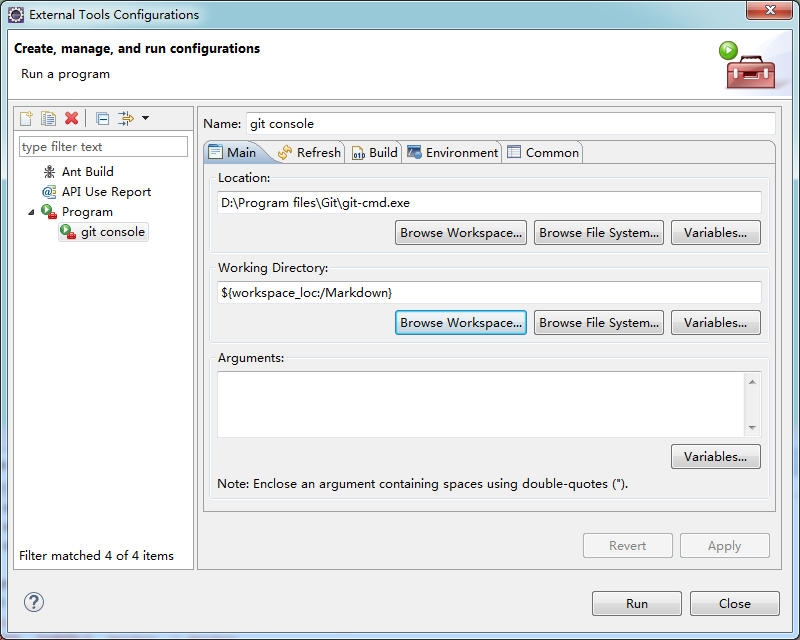 External Tools Configurations
Create, manage, and run configurations
Run a program
type filter text
Ant Build
API Use Report
Program
git console
Filter matched 4 of 4 items
Name: git console
Main Refresh Build Environment Common
Location:
D:\Program files\Git\git-cmd.exe
Browse Workspace... Browse File System... Variables...
Working Directory:
${workspace_loc:/Markdown}
Browse Workspace... Browse File System... Variables...
Arguments:
Variables...
Note: Enclose an argument containing spaces using double-quotes (").
Revert Apply
? Run Close